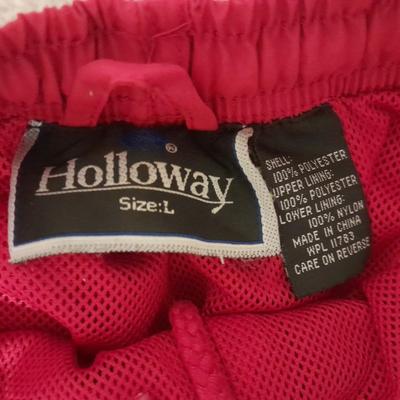 ®
Holloway
Size:L
SHELL:
100% POLYESTER
UPPER LINING:
100% POLYESTER
LOWER LINING:
100% NYLON
MADE IN CHINA
WPL 11783
CARE ON REVERSE